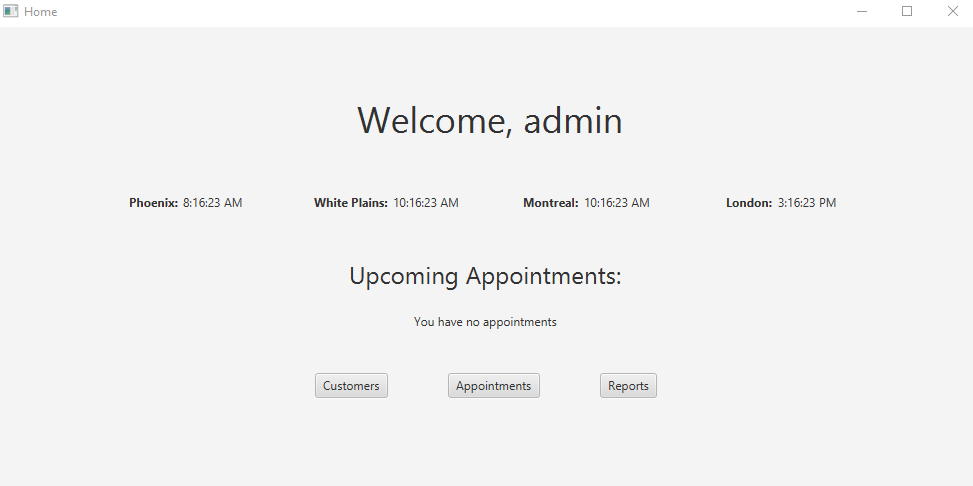 Home
Welcome, admin
Phoenix: 8:16:23 AM White Plains: 10:16:23 AM Montreal: 10:16:23 AM London: 3:16:23 PM
Upcoming Appointments:
You have no appointments
Customers Appointments Reports